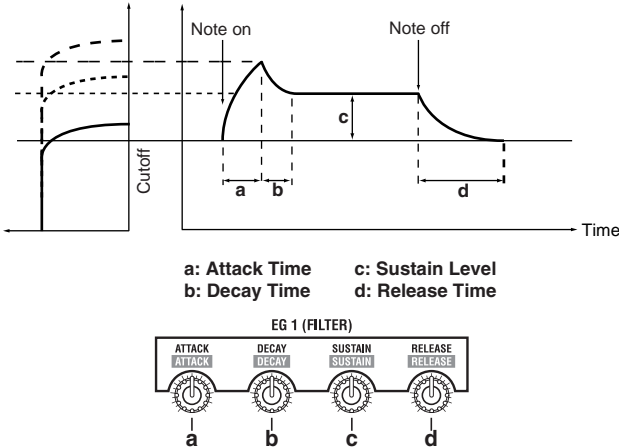 Note on
Note off
Cutoff
c
a
b
d
Time
a: Attack Time
c: Sustain Level
b: Decay Time
d: Release Time
EG 1 (FILTER)
ATTACK
DECAY
SUSTAIN
RELEASE
ATTACK
DECAY
SUSTAIN
RELEASE
a
b
c
d